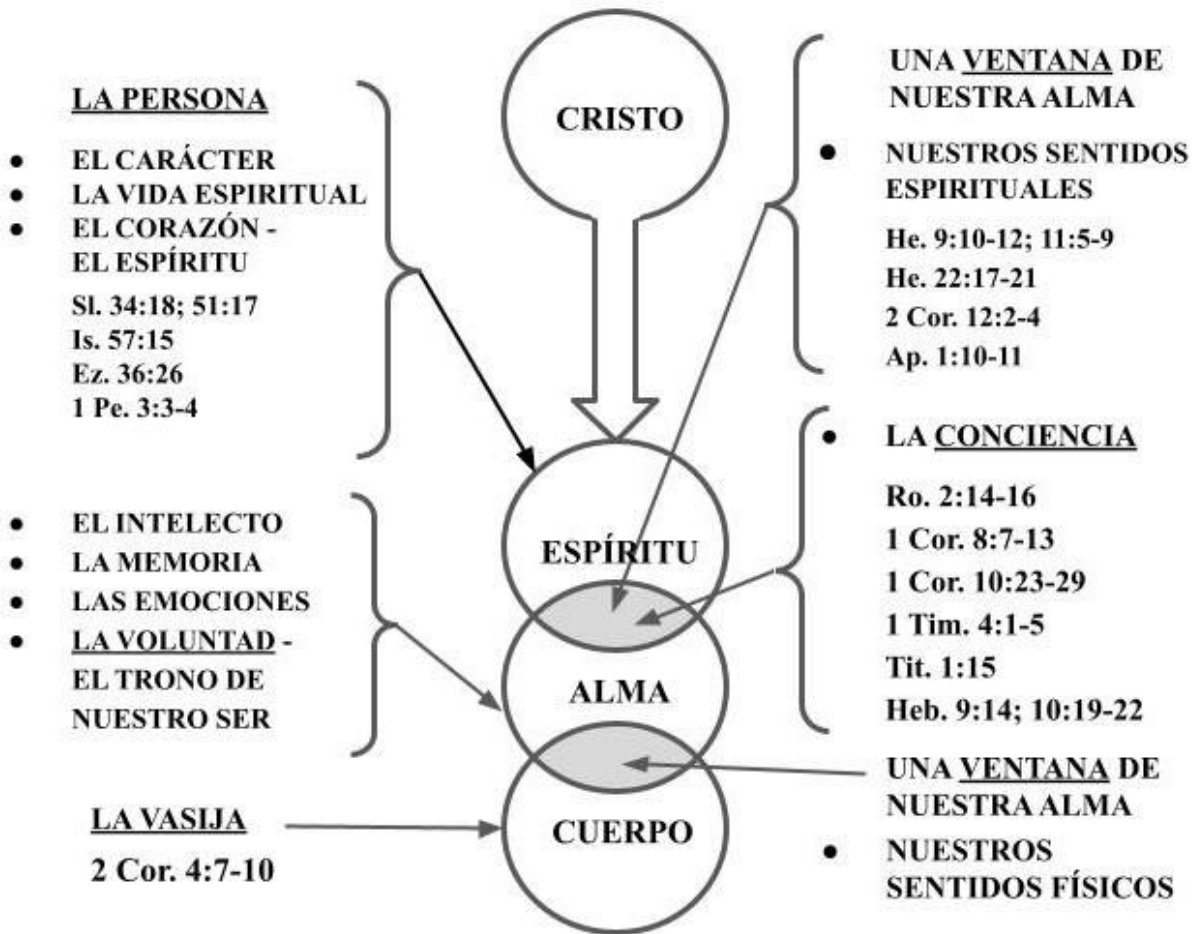 LA PERSONA
● EL CARÁCTER
● LA VIDA ESPIRITUAL
● EL CORAZÓN -
EL ESPÍRITU
Sl. 34:18; 51:17
Is. 57:15
Ez. 36:26
1 Pe. 3:3-4
● EL INTELECTO
● LA MEMORIA
● LAS EMOCIONES
● LA VOLUNTAD -
EL TRONO DE
NUESTRO SER
LA VASIJA
2 Cor. 4:7-10
CRISTO
ESPÍRITU
ALMA
CUERPO
UNA VENTANA DE
NUESTRA ALMA
● NUESTROS SENTIDOS
ESPIRITUALES
He. 9:10-12; 11:5-9
He. 22:17-21
2 Cor. 12:2-4
Ap. 1:10-11
● LA CONCIENCIA
Ro. 2:14-16
1 Cor. 8:7-13
1 Cor. 10:23-29
1 Tim. 4:1-5
Tit. 1:15
Heb. 9:14; 10:19-22
UNA VENTANA DE
NUESTRA ALMA
● NUESTROS
SENTIDOS FÍSICOS